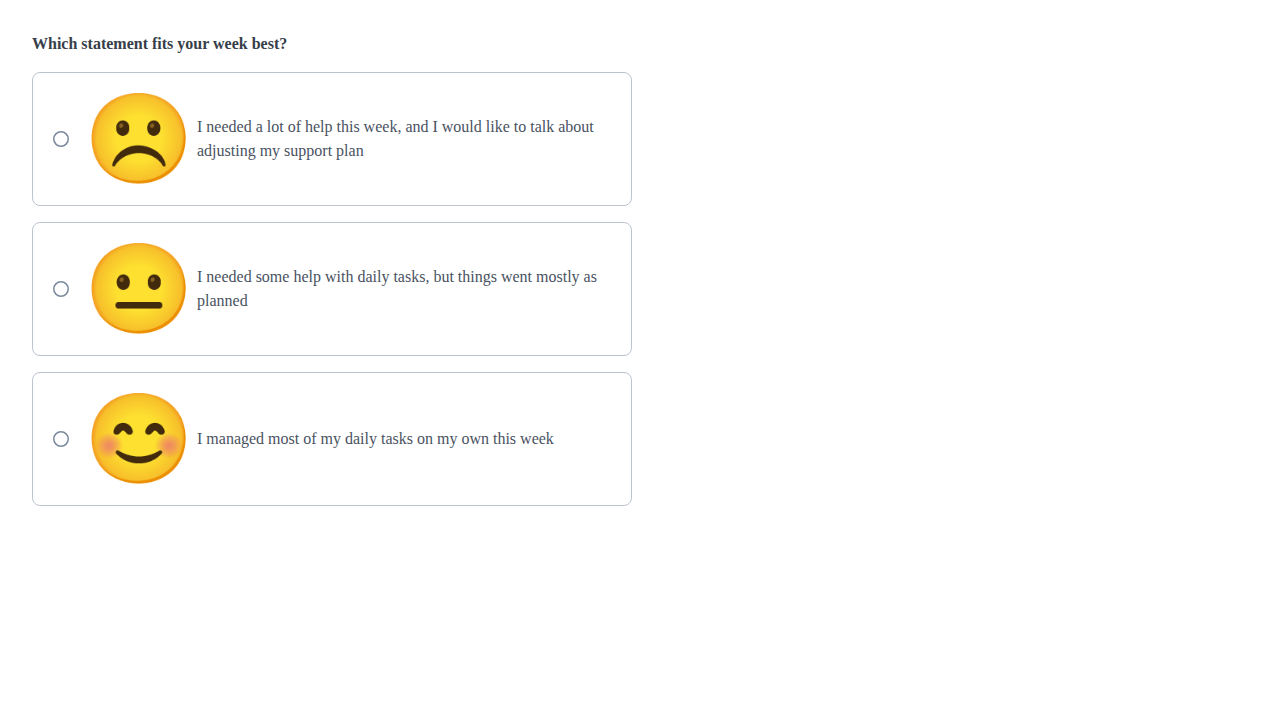 Which statement fits your week best?
I needed a lot of help this week, and I would like to talk about
adjusting my support plan
I needed some help with daily tasks, but things went mostly as
planned
I managed most of my daily tasks on my own this week